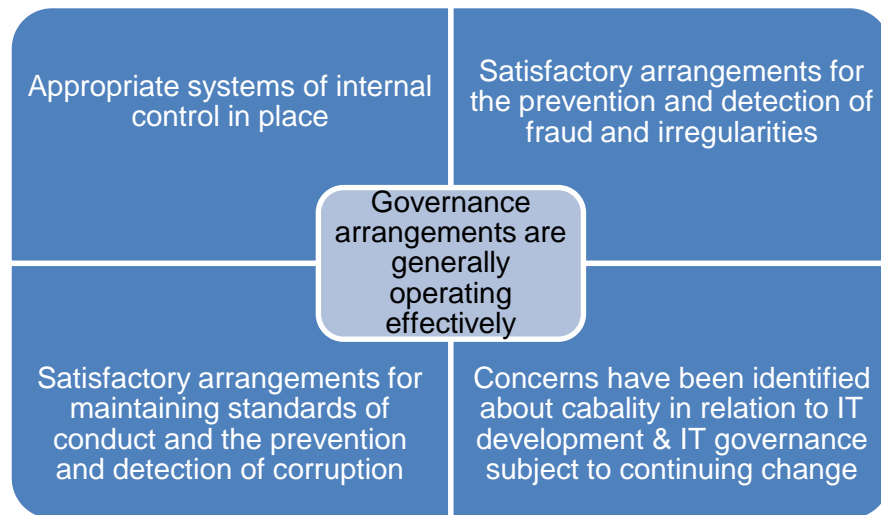 Appropriate systems of internal
control in place
Satisfactory arrangements for
the prevention and detection of
fraud and irregularities
Governance
arrangements are
generally
operating
effectively
Satisfactory arrangements for
maintaining standards of
conduct and the prevention
and detection of corruption
Concerns have been identified
about cabality in relation to IT
development & IT governance
subject to continuing change